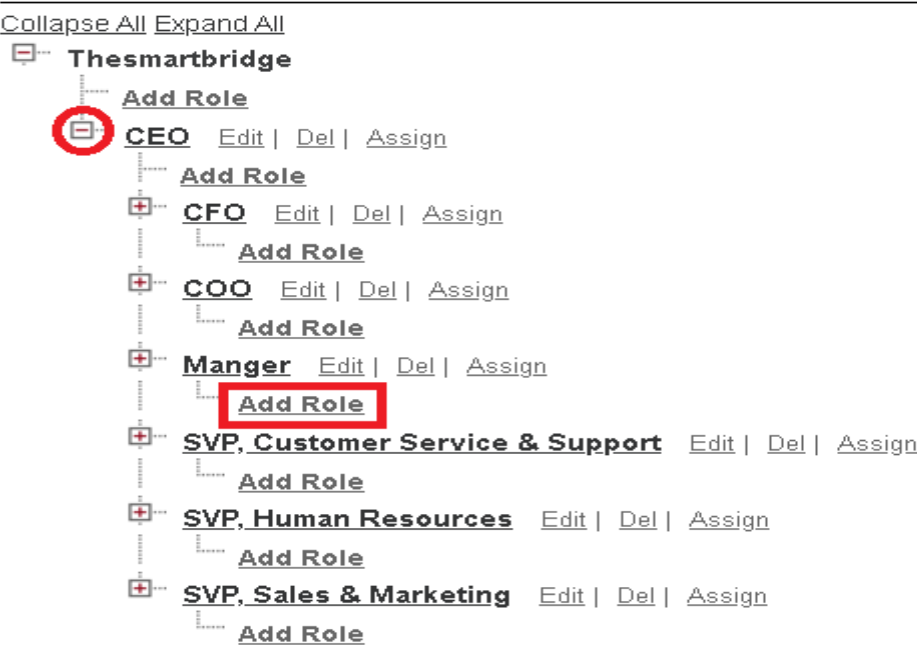 Collapse All Expand All
Thesmartbridge
Add Role
CEO Edit | Del | Assign
Add Role
CFO Edit | Del | Assign
Add Role
COO Edit | Del | Assign
Add Role
Manger Edit | Del | Assign
Add Role
SVP, Customer Service & Support Edit | Del | Assign
Add Role
SVP, Human Resources Edit | Del | Assign
Add Role
SVP, Sales & Marketing Edit | Del | Assign
Add Role